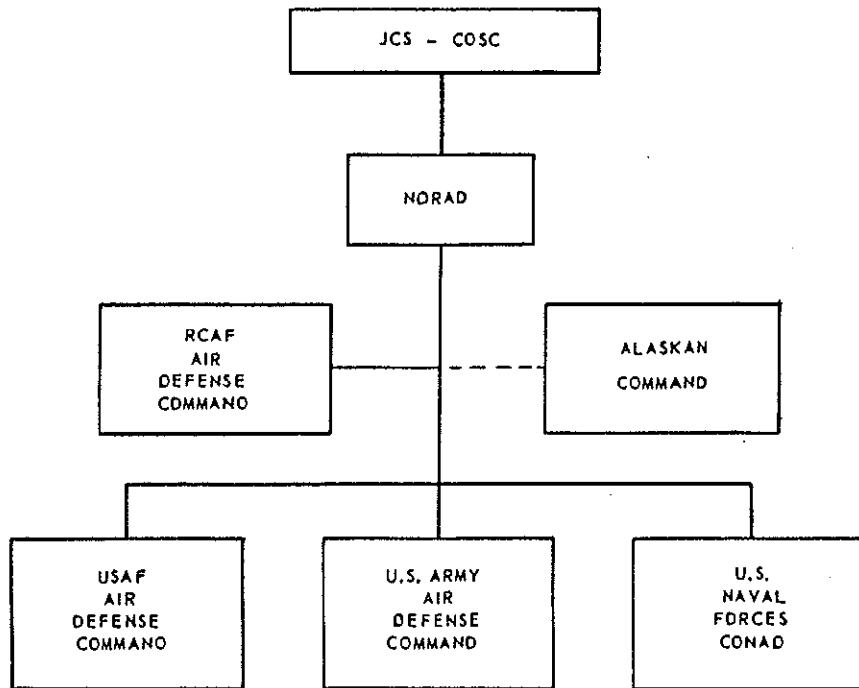 JCS - COSC
NORAD
RCAF
AIR
DEFENSE
COMMANO
ALASKAN
COMMAND
USAF
AIR
DEFENSE
COMMANO
U.S. ARMY
AIR
DEFENSE
COMMAND
U.S.
NAVAL
FORCES
CONAD